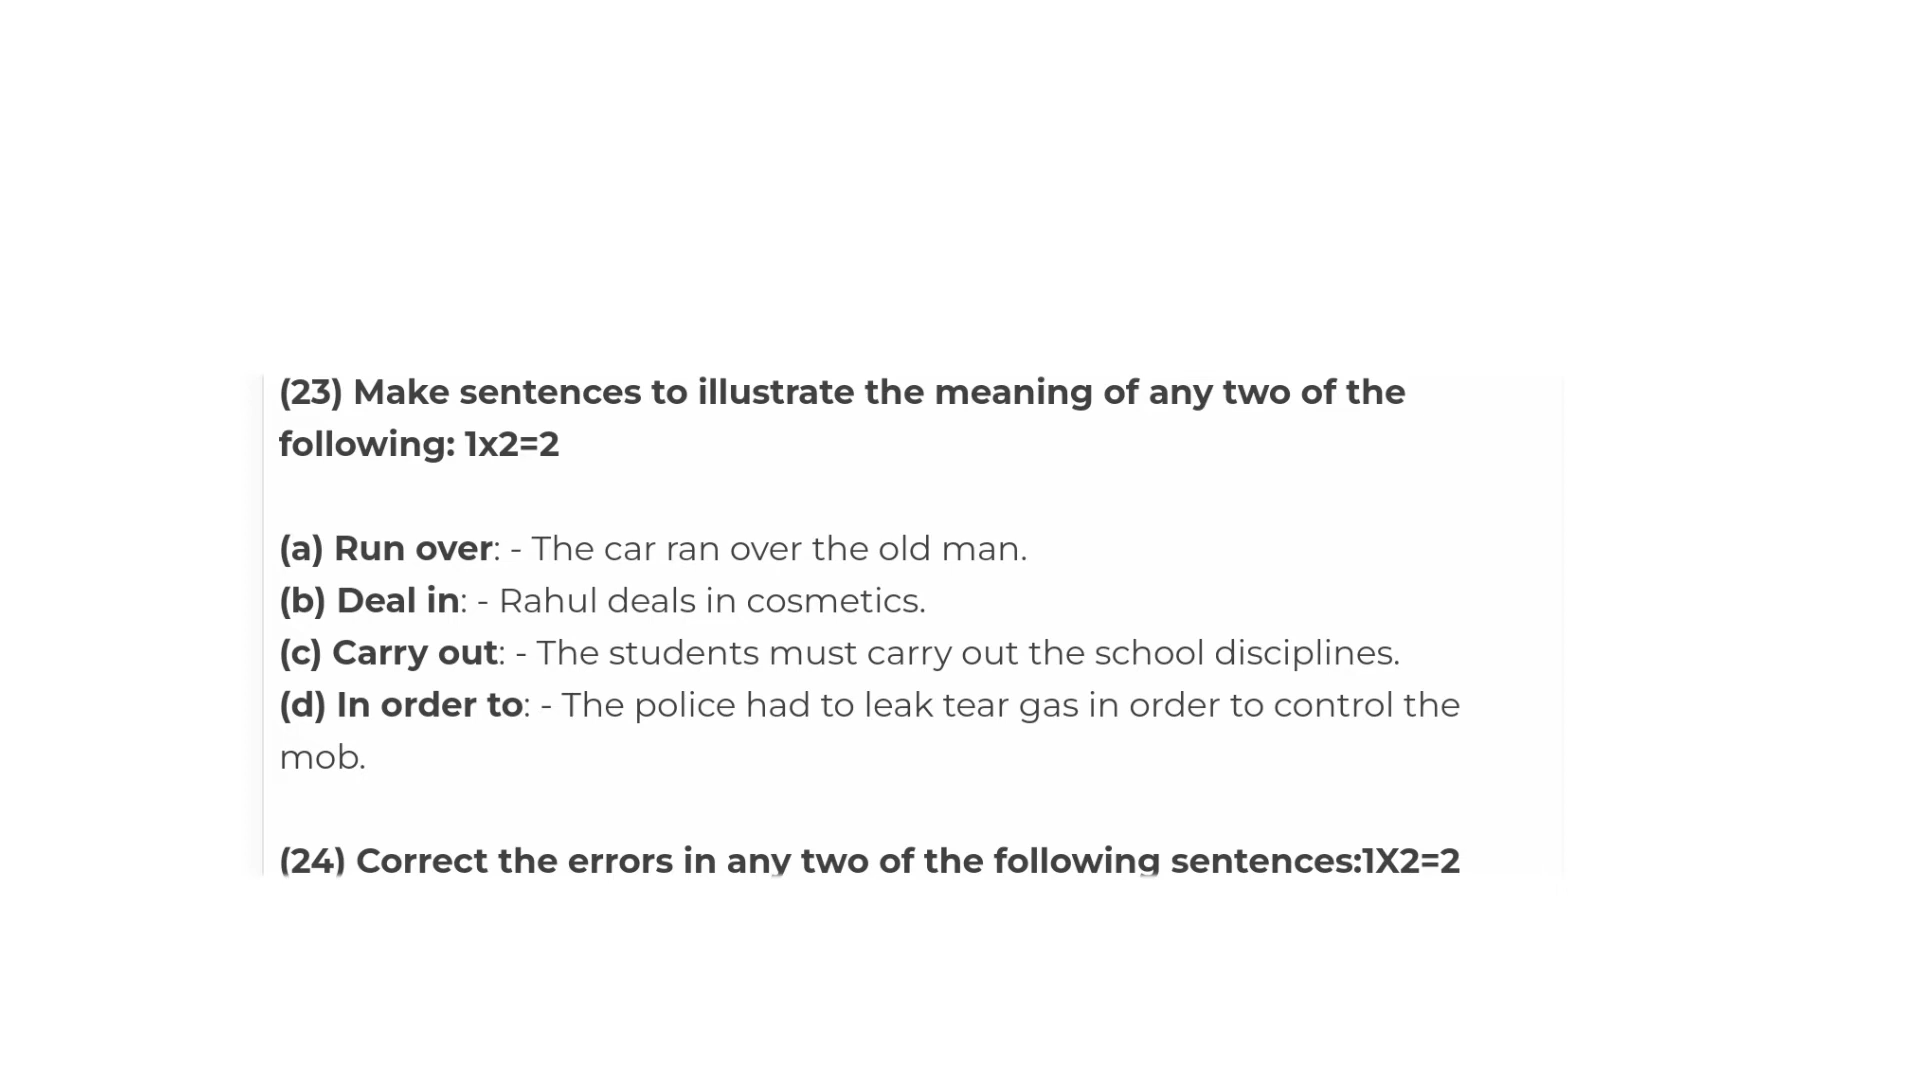 (23) Make sentences to illustrate the meaning of any two of the
following: 1x2=2
(a) Run over: - The car ran over the old man.
(b) Deal in: - Rahul deals in cosmetics.
(c) Carry out: - The students must carry out the school disciplines.
(d) In order to: - The police had to leak tear gas in order to control the
mob.
(24) Correct the errors in any two of the following sentences:1X2=2